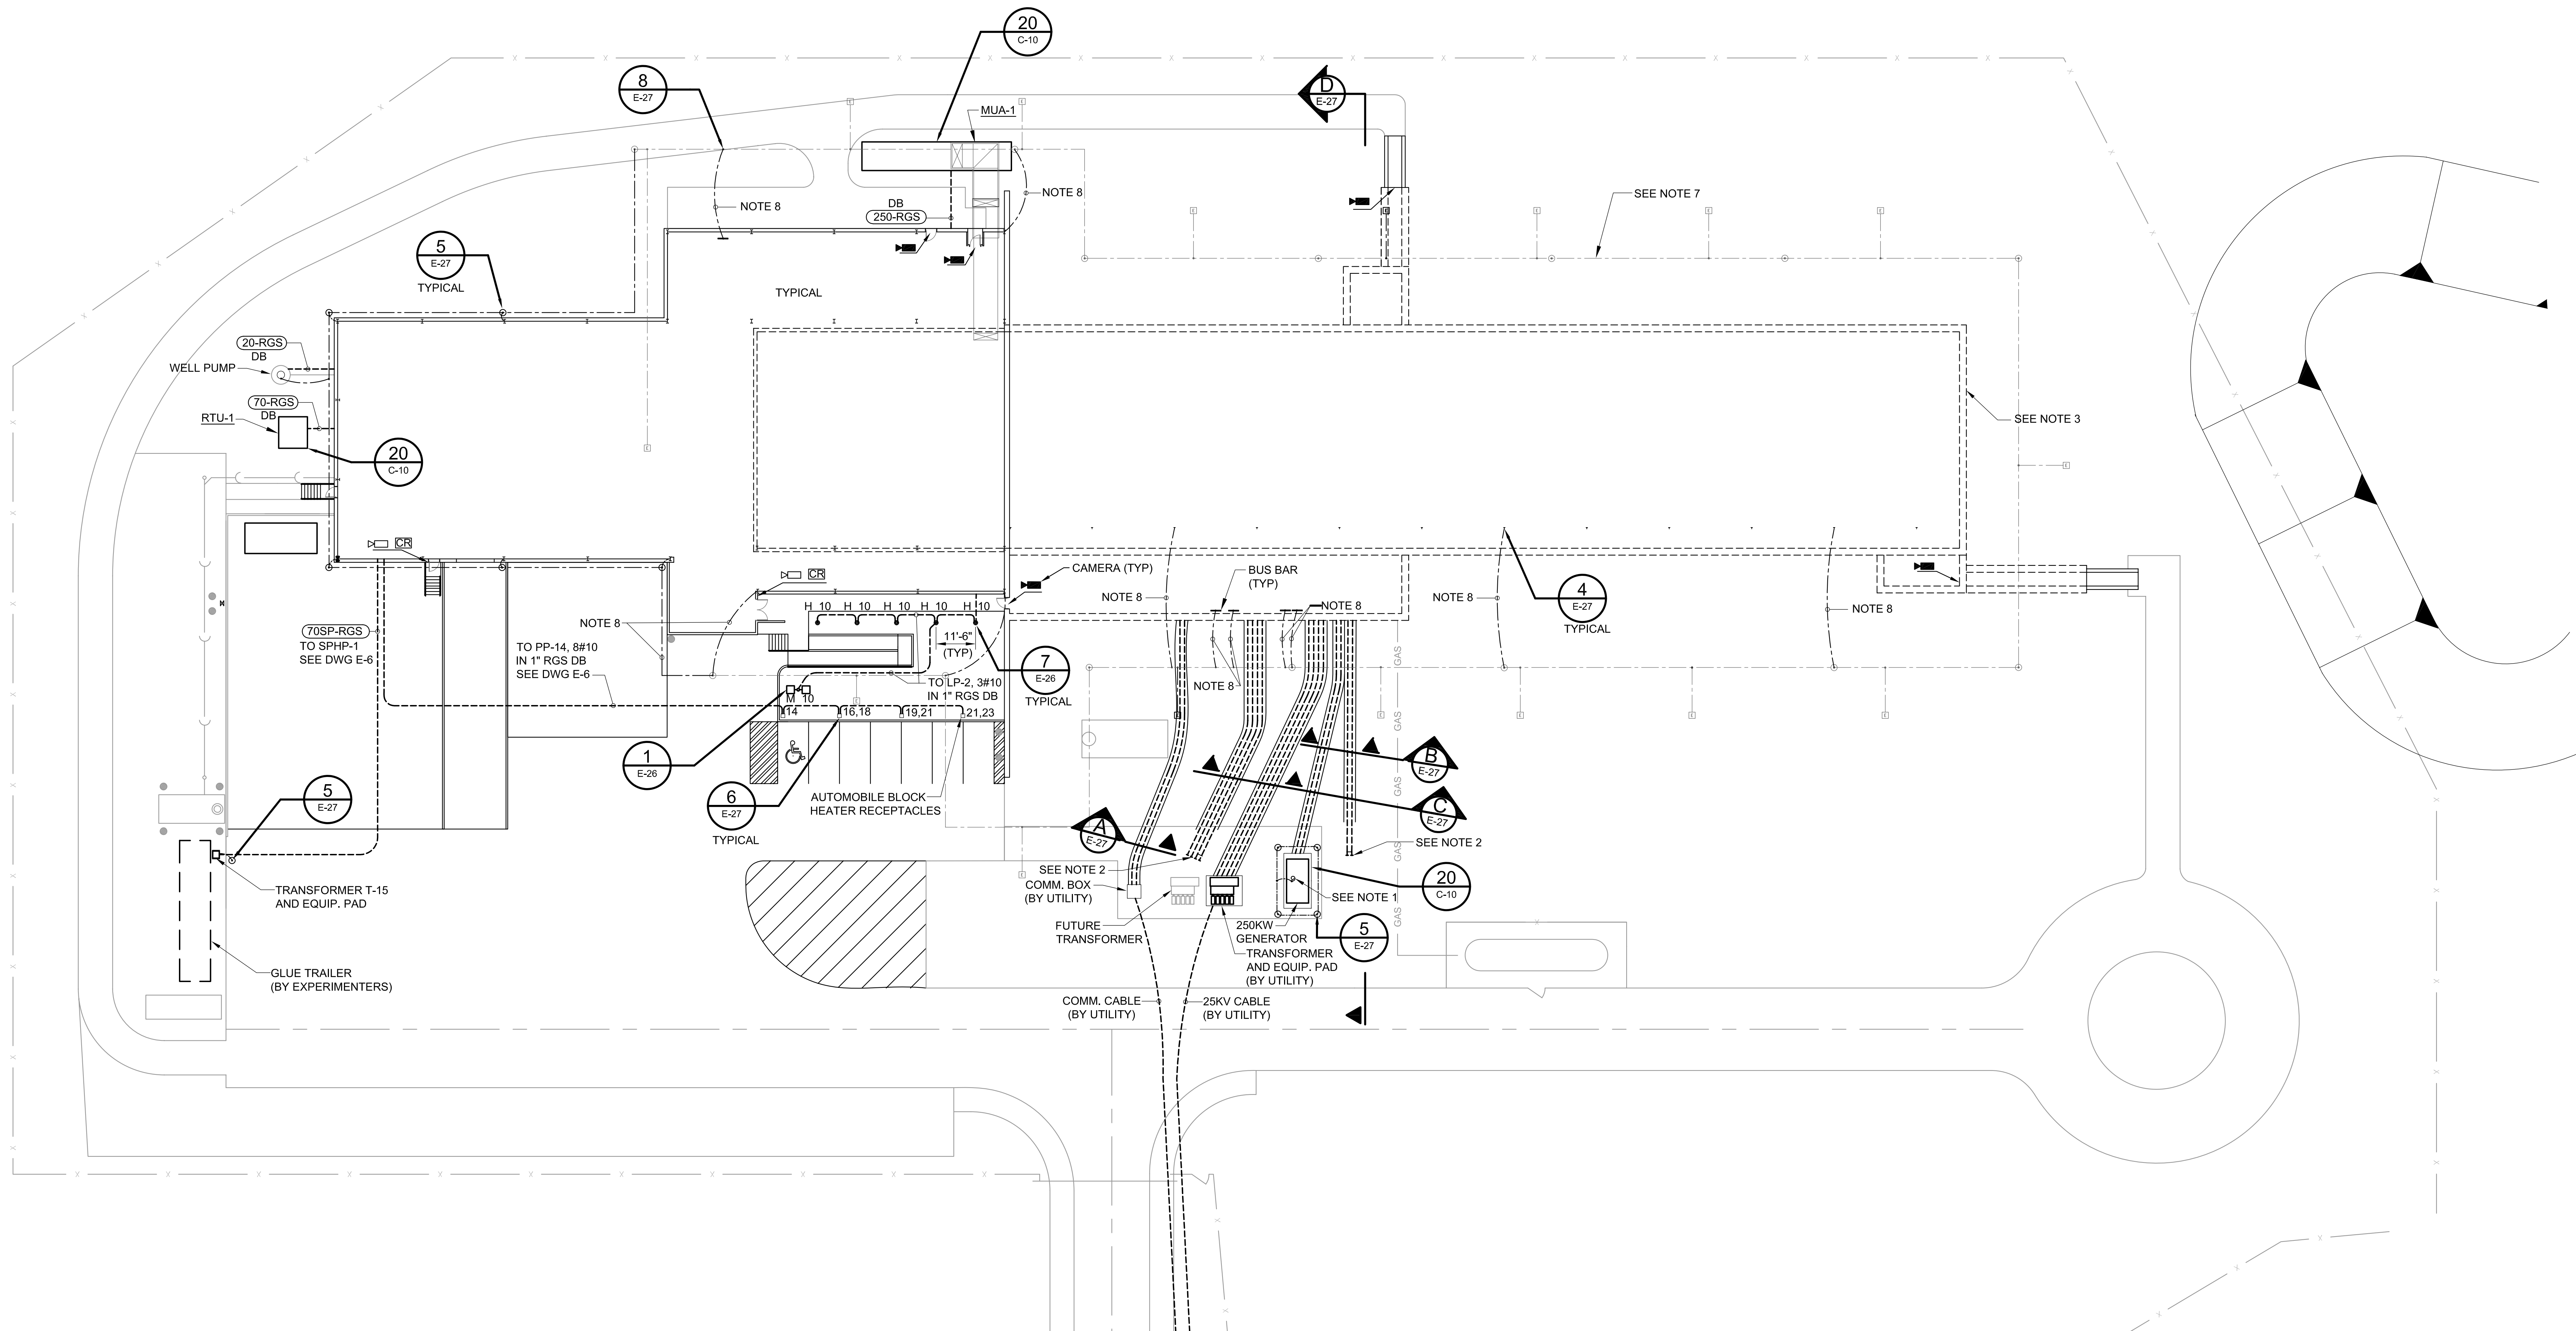 20
C-10
8
E-27
D
E-27
MUA-1
NOTE 8
NOTE 8
DB
250-RGS
SEE NOTE 7
5
E-27
TYPICAL
TYPICAL
20-RGS
DB
WELL PUMP
70-RGS
DB
RTU-1
20
C-10
SEE NOTE 3
CR
CR
CAMERA (TYP)
BUS BAR
(TYP)
NOTE 8
NOTE 8
NOTE 8
4
E-27
TYPICAL
NOTE 8
H 10 H 10 H 10 H 10 H 10
NOTE 8
11'-6"
(TYP)
70SP-RGS
TO SPHP-1
SEE DWG E-6
TO PP-14, 8#10
IN 1" RGS DB
SEE DWG E-6
7
E-26
TYPICAL
TO LP-2, 3#10
IN 1" RGS DB
NOTE 8
M 10
14
16,18
19,21
21,23
GAS
GAS
GAS
GAS
GAS
GAS
1
E-26
B
E-27
C
E-27
5
E-27
6
E-27
TYPICAL
AUTOMOBILE BLOCK
HEATER RECEPTACLES
A
E-27
SEE NOTE 2
SEE NOTE 2
COMM. BOX
(BY UTILITY)
20
C-10
SEE NOTE 1
TRANSFORMER T-15
AND EQUIP. PAD
FUTURE
TRANSFORMER
250KW
GENERATOR
5
E-27
TRANSFORMER
AND EQUIP. PAD
(BY UTILITY)
GLUE TRAILER
(BY EXPERIMENTERS)
COMM. CABLE
(BY UTILITY)
25KV CABLE
(BY UTILITY)